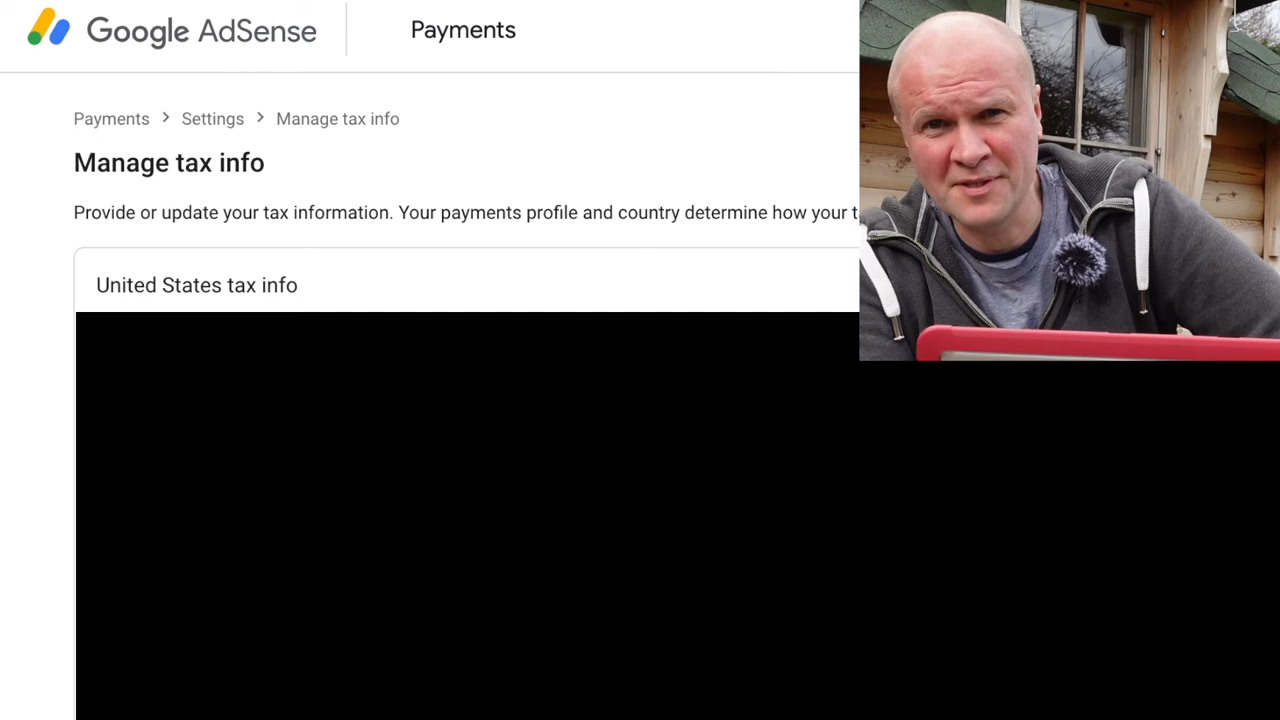 Google AdSense
Payments
Payments > Settings > Manage tax info
Manage tax info
Provide or update your tax information. Your payments profile and country determine how your
United States tax info